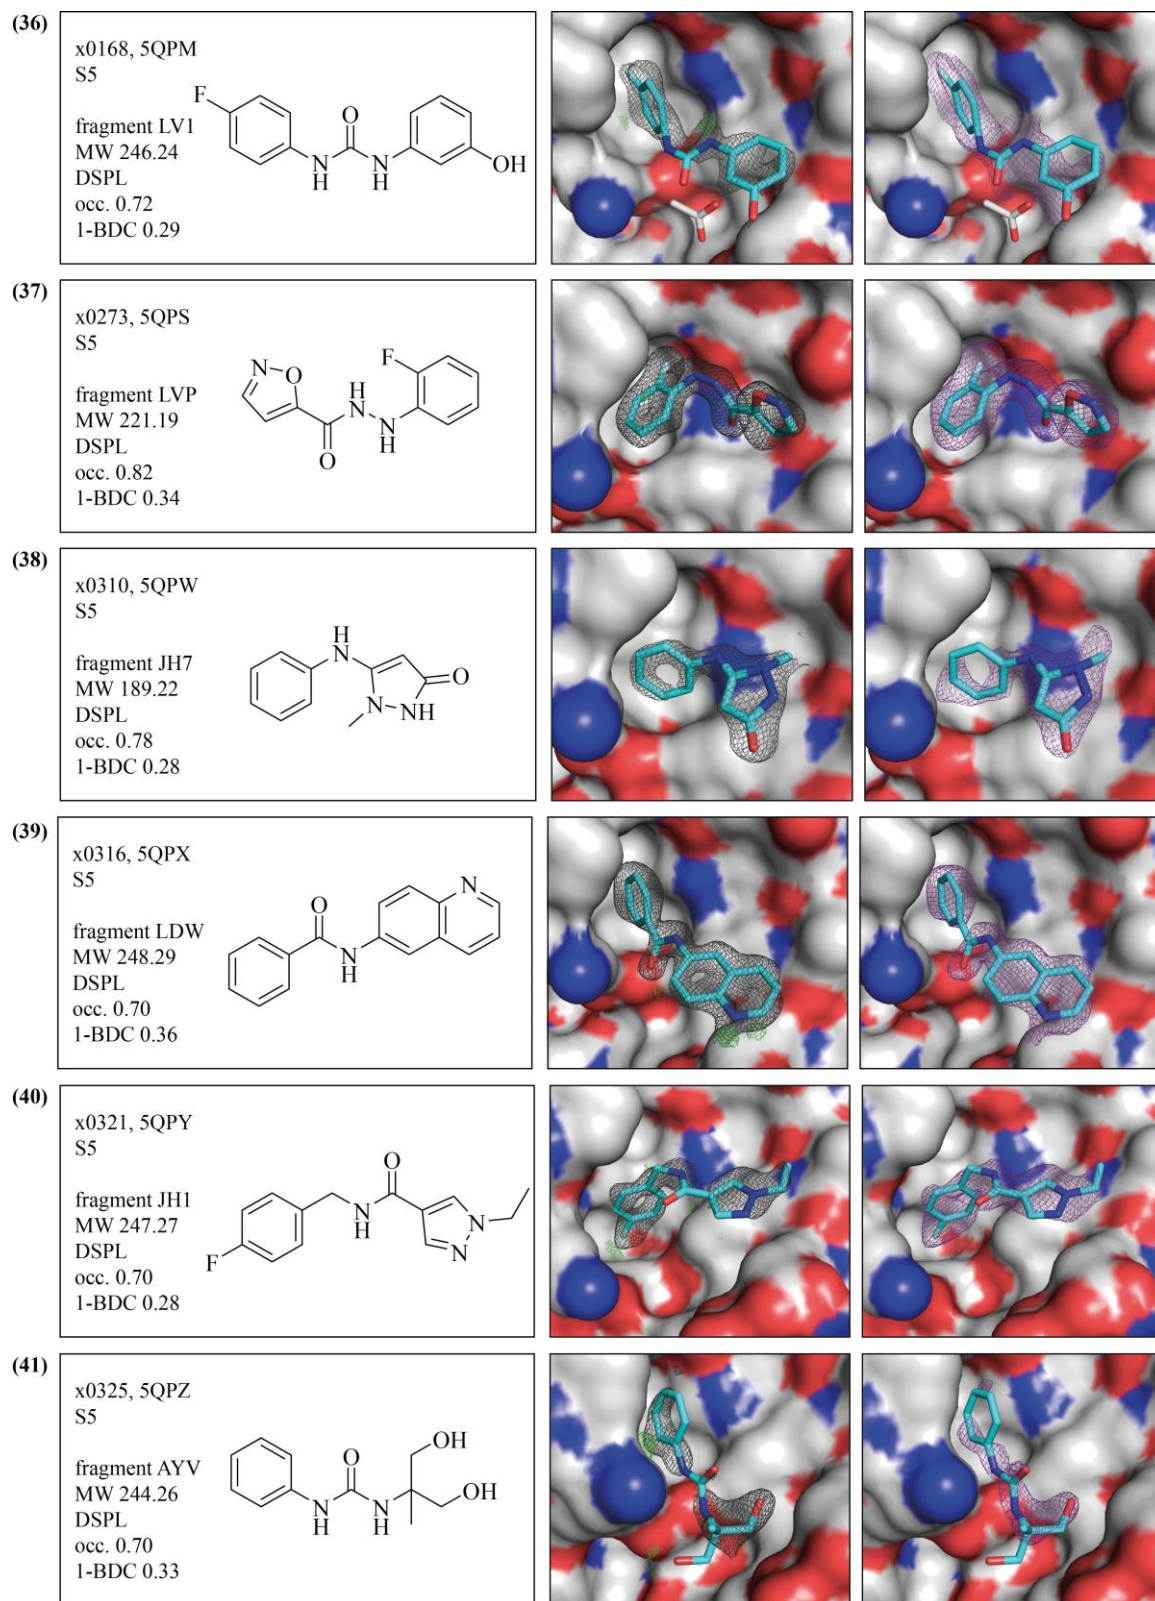 (36)
x0168, 5QPM
S5
fragment LV1
MW 246.24
DSPL
occ. 0.72
1-BDC 0.29
F
O
N
H
N
H
OH
(37)
x0273, 5QPS
S5
fragment LVP
MW 221.19
DSPL
occ. 0.82
1-BDC 0.34
N
O
F
H
N
N
H
O
(38)
x0310, 5QPW
S5
fragment JH7
MW 189.22
DSPL
occ. 0.78
1-BDC 0.28
H
N
O
N
NH
(39)
x0316, 5QPX
S5
fragment LDW
MW 248.29
DSPL
occ. 0.70
1-BDC 0.36
N
O
N
H
(40)
x0321, 5QPY
S5
fragment JH1
MW 247.27
DSPL
occ. 0.70
1-BDC 0.28
O
N
H
N
N
F
(41)
x0325, 5QPZ
S5
fragment AYV
MW 244.26
DSPL
occ. 0.70
1-BDC 0.33
OH
O
OH
N
H
N
H